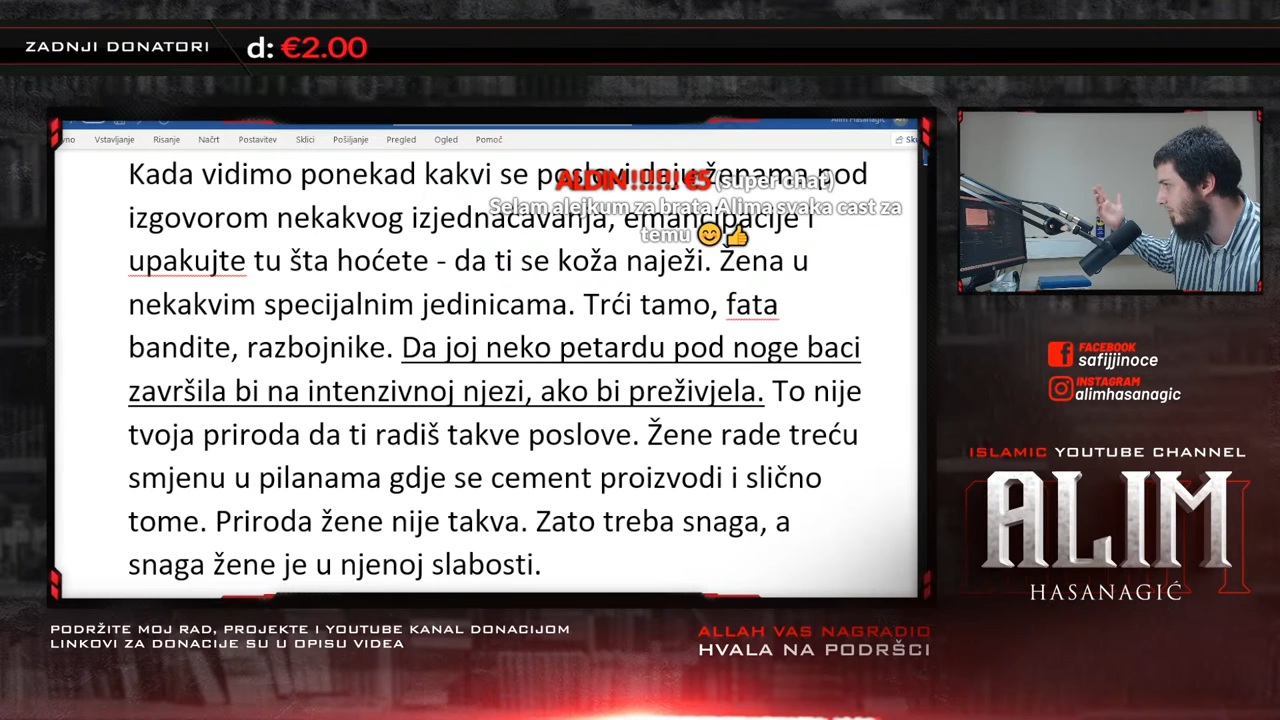 ZADNJI DONATORI
d: €2.00
Vstavljanje Risanje Načrt Postavitev Sklici Pošiljanje Pregled Ogled Pomoč
Kada vidimo ponekad kakvi se poslovi daju ženama pod
izgovorom nekakvog izjednačavanja, emancipacije i
upakujte tu šta hoćete - da ti se koža naježi. Žena u
nekakvim specijalnim jedinicama. Trći tamo, fata
bandite, razbojnike. Da joj neko petardu pod noge baci
završila bi na intenzivnoj njezi, ako bi preživjela. To nije
tvoja priroda da ti radiš takve poslove. Žene rade treću
smjenu u pilanama gdje se cement proizvodi i slično
tome. Priroda žene nije takva. Zato treba snaga, a
snaga žene je u njenoj slabosti.
ALDIN !!!!!! €5 (super chat)
Selam alejkum za brata Alima svaka cast za
temu 😊👍
FACEBOOK
safijjinoce
INSTAGRAM
alimhasanagic
ISLAMIC YOUTUBE CHANNEL
ALIM
HASANAGIĆ
PODRŽITE MOJ RAD, PROJEKTE I YOUTUBE KANAL DONACIJOM
LINKOVI ZA DONACIJE SU U OPISU VIDEA
ALLAH VAS NAGRADIO
HVALA NA PODRŠCI